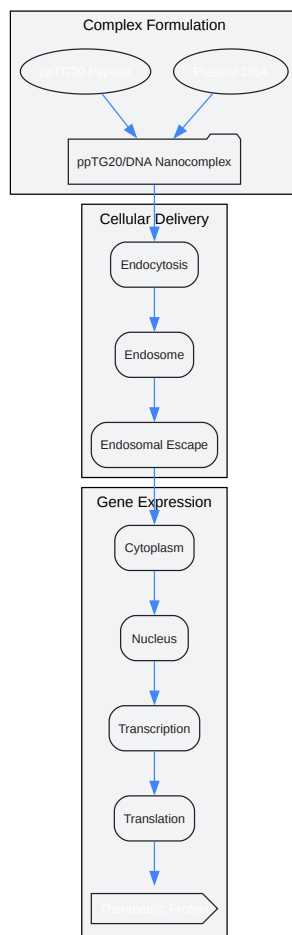 Complex Formulation
ppTG20 Peptide
Plasmid DNA
ppTG20/DNA Nanocomplex
Cellular Delivery
Endocytosis
Endosome
Endosomal Escape
Gene Expression
Cytoplasm
Nucleus
Transcription
Translation
Therapeutic Protein